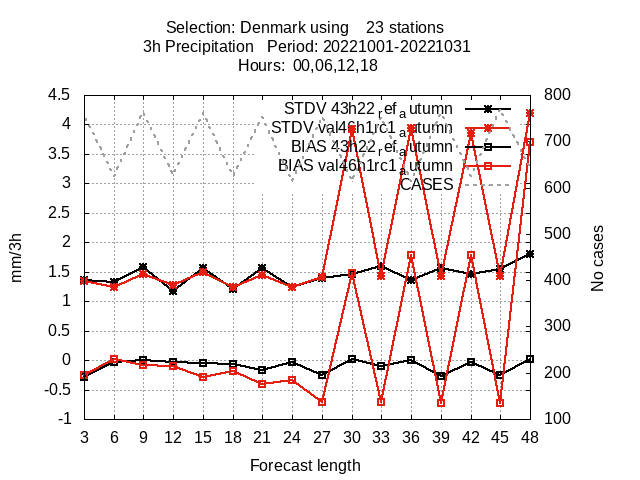 Selection: Denmark using    23 stations
3h Precipitation   Period: 20221001-20221031
Hours:  00,06,12,18
STDV 43h22_ref_autumn
STDV val46h1rc1_autumn
BIAS 43h22_ref_autumn
BIAS val46h1rc1_autumn
CASES
mm/3h
4.5
4
3.5
3
2.5
2
1.5
1
0.5
0
-0.5
-1
No cases
800
700
600
500
400
300
200
100
3 6 9 12 15 18 21 24 27 30 33 36 39 42 45 48
Forecast length